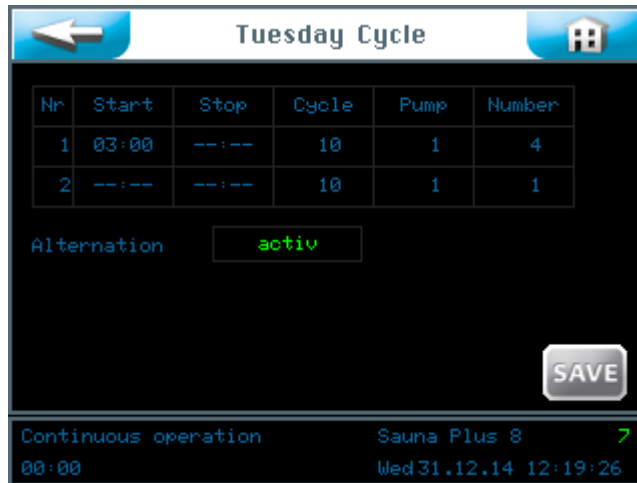 Tuesday Cycle
Nr Start Stop Cycle Pump Number
1 03:00 --:-- 10 1 4
2 --:-- --:-- 10 1 1
Alternation activ
SAVE
Continuous operation Sauna Plus 8 7
00:00 Wed 31.12.14 12:19:26